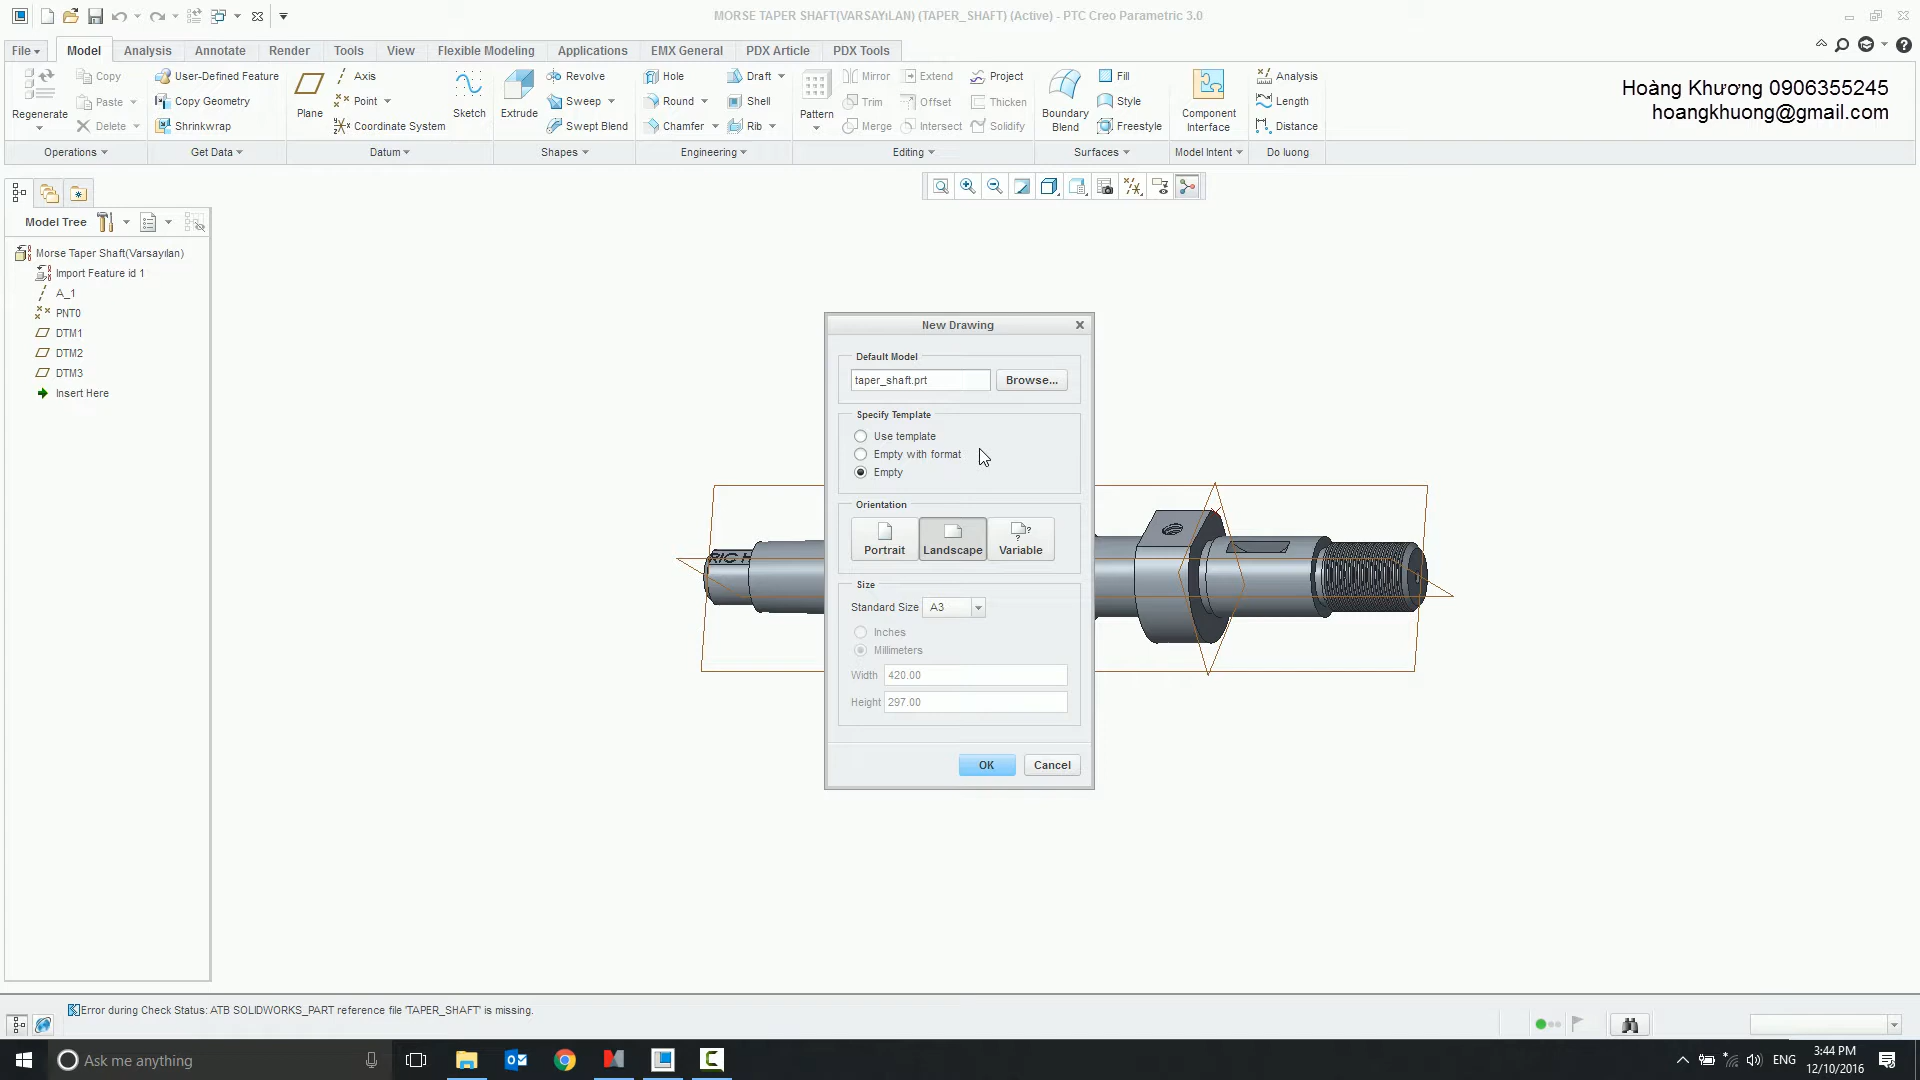 MORSE TAPER SHAFT(VARSAYıLAN) (TAPER_SHAFT) (Active) - PTC Creo Parametric 3.0
File Model Analysis Annotate Render Tools View Flexible Modeling Applications EMX General PDX Article PDX Tools
Regenerate
Copy
Paste
Delete
Operations
User-Defined Feature
Copy Geometry
Shrinkwrap
Get Data
Plane
Axis
Point
Coordinate System
Sketch
Datum
Extrude
Revolve
Sweep
Swept Blend
Shapes
Hole
Round
Chamfer
Draft
Shell
Rib
Engineering
Pattern
Mirror
Trim
Merge
Extend
Offset
Intersect
Project
Thicken
Solidify
Editing
Boundary
Blend
Fill
Style
Freestyle
Surfaces
Component
Interface
Model Intent
Analysis
Length
Distance
Do luong
Hoàng Khương 0906355245
hoangkhuong@gmail.com
Model Tree
Morse Taper Shaft(Varsayılan)
Import Feature id 1
A_1
PNT0
DTM1
DTM2
DTM3
Insert Here
New Drawing
Default Model
taper_shaft.prt
Browse...
Specify Template
Use template
Empty with format
Empty
Orientation
Portrait
Landscape
Variable
Size
Standard Size A3
Inches
Millimeters
Width 420.00
Height 297.00
OK
Cancel
Error during Check Status: ATB SOLIDWORKS_PART reference file 'TAPER_SHAFT' is missing.
Ask me anything
ENG
3:44 PM
12/10/2016